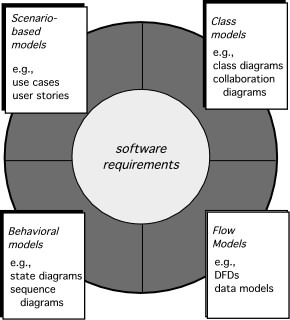 Scenario-
based
models
e.g.,
use cases
user stories
Class
models
e.g.,
class diagrams
collaboration
diagrams
software
requirements
Behavioral
models
e.g.,
state diagrams
sequence
diagrams
Flow
Models
e.g.,
DFDs
data models